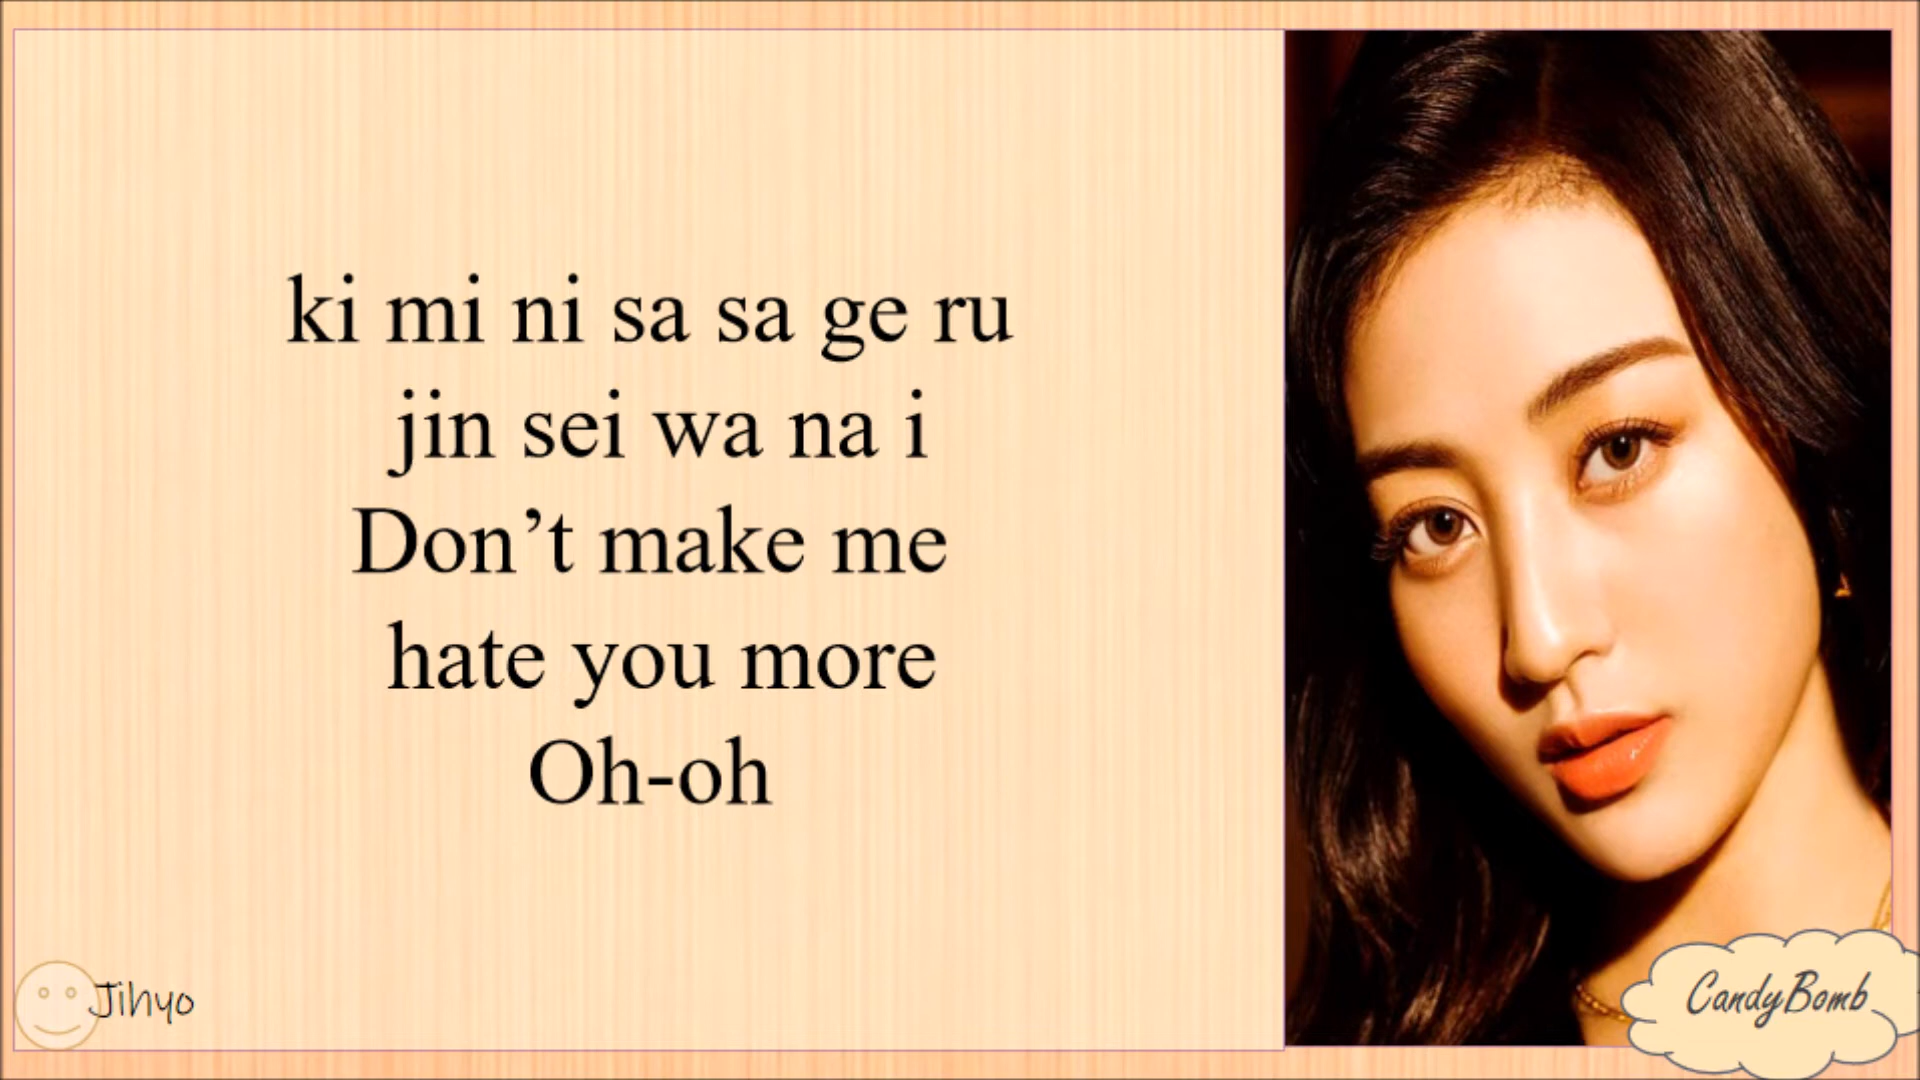 ki mi ni sa sa ge ru
jin sei wa na i
Don’t make me
hate you more
Oh-oh
Jihyo
CandyBomb